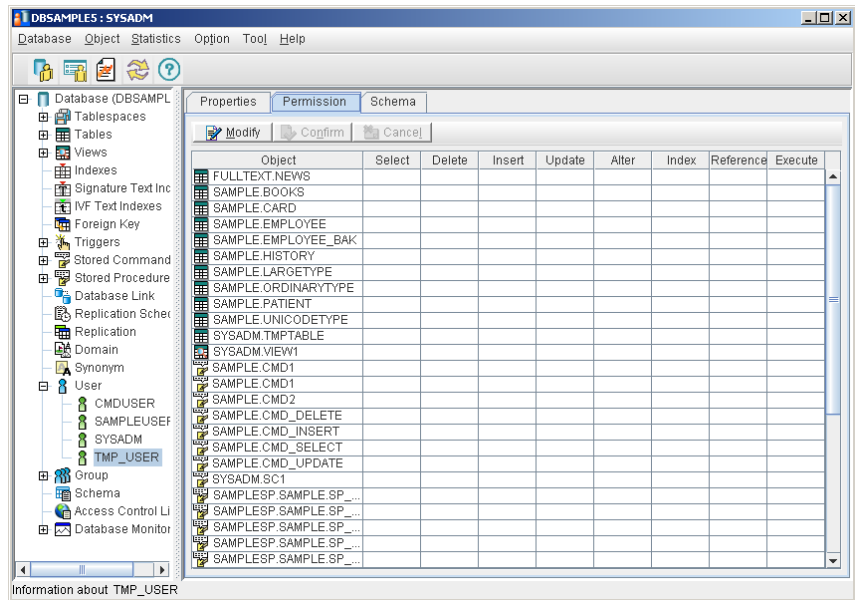 DBSAMPLE5 : SYSADM
Database Object Statistics Option Tool Help
Database (DBSAMPL
Tablespaces
Tables
Views
Indexes
Signature Text Inc
IVF Text Indexes
Foreign Key
Triggers
Stored Command
Stored Procedure
Database Link
Replication Sched
Replication
Domain
Synonym
User
CMDUSER
SAMPLEUSER
SYSADM
TMP_USER
Group
Schema
Access Control Li
Database Monitor
Properties Permission Schema
Modify Confirm Cancel
Object Select Delete Insert Update Alter Index Reference Execute
FULLTEXT.NEWS
SAMPLE.BOOKS
SAMPLE.CARD
SAMPLE.EMPLOYEE
SAMPLE.EMPLOYEE_BAK
SAMPLE.HISTORY
SAMPLE.LARGETYPE
SAMPLE.ORDINARYTYPE
SAMPLE.PATIENT
SAMPLE.UNICODETYPE
SYSADM.TMPTABLE
SYSADM.VIEW1
SAMPLE.CMD1
SAMPLE.CMD1
SAMPLE.CMD2
SAMPLE.CMD_DELETE
SAMPLE.CMD_INSERT
SAMPLE.CMD_SELECT
SAMPLE.CMD_UPDATE
SYSADM.SC1
SAMPLESP.SAMPLE.SP_...
SAMPLESP.SAMPLE.SP_...
SAMPLESP.SAMPLE.SP_...
SAMPLESP.SAMPLE.SP_...
SAMPLESP.SAMPLE.SP_...
Information about TMP_USER